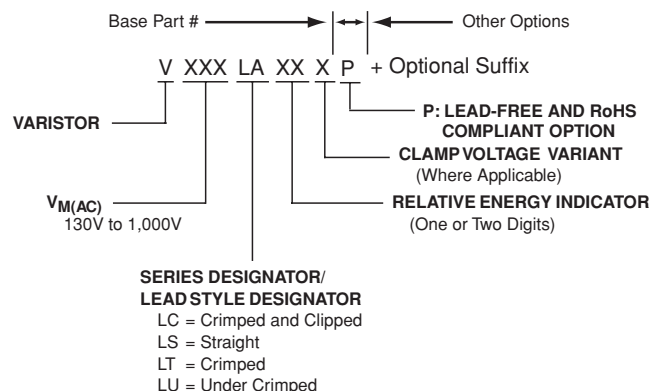 Base Part #
Other Options
V XXX LA XX X P + Optional Suffix
P: LEAD-FREE AND RoHS
COMPLIANT OPTION
VARISTOR
CLAMP VOLTAGE VARIANT
(Where Applicable)
VM(AC)
130V to 1,000V
RELATIVE ENERGY INDICATOR
(One or Two Digits)
SERIES DESIGNATOR/
LEAD STYLE DESIGNATOR
LC = Crimped and Clipped
LS = Straight
LT = Crimped
LU = Under Crimped